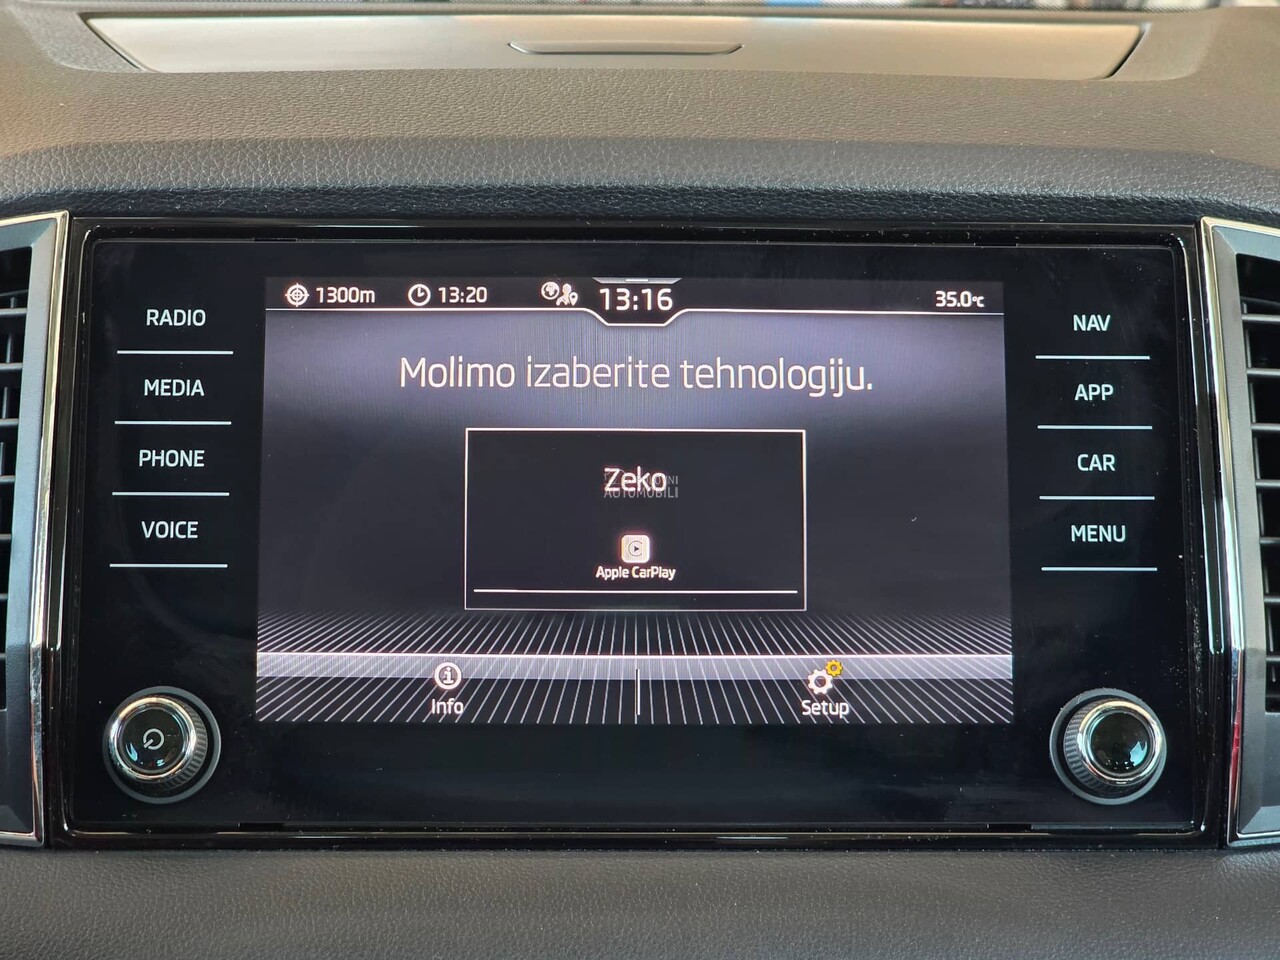 1300m 13:20 13:16 35.0°c
RADIO
MEDIA
PHONE
VOICE
Molimo izaberite tehnologiju.
Zeko
AUTOMOBILI
Apple CarPlay
Info
Setup
NAV
APP
CAR
MENU